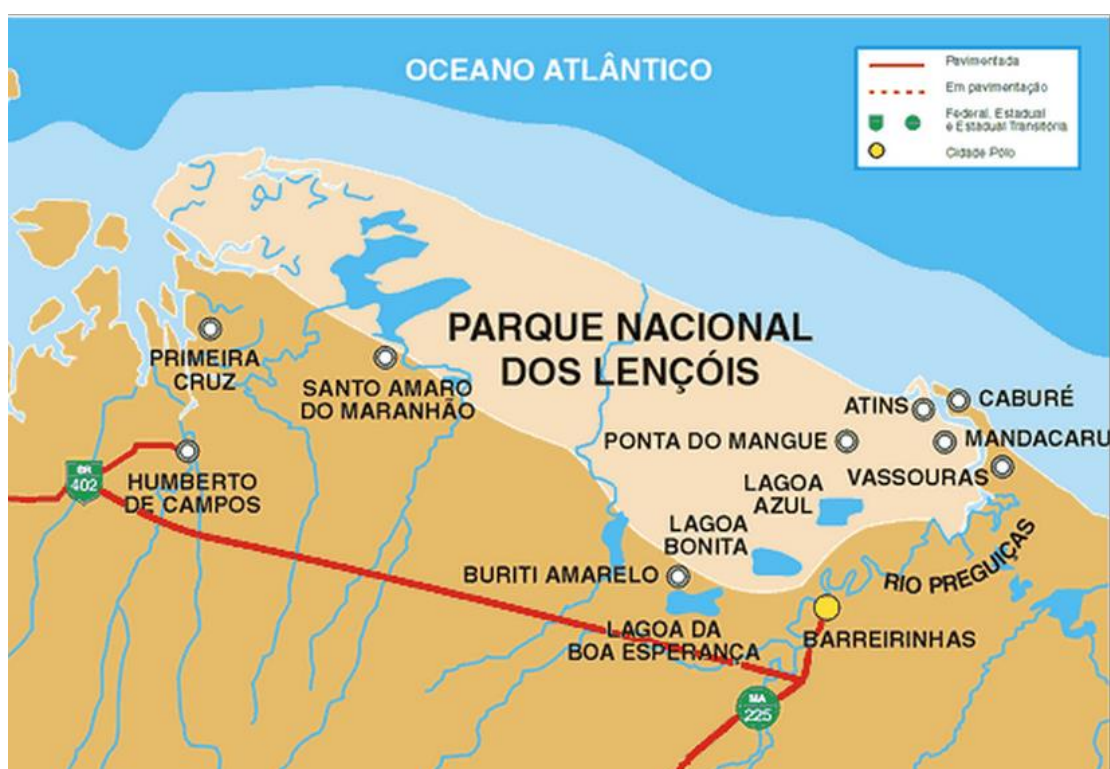 OCEANO ATLÂNTICO
Pavimentada
Em pavimentação
Federal, Estadual
e Estadual Transitória
Cidade Pólo
PARQUE NACIONAL
DOS LENÇÓIS
PRIMEIRA
CRUZ
SANTO AMARO
DO MARANHÃO
ATINS
CABURÉ
PONTA DO MANGUE
MANDACARU
BR
402
HUMBERTO
DE CAMPOS
VASSOURAS
LAGOA
AZUL
LAGOA
BONITA
RIO PREGUIÇAS
BURITI AMARELO
LAGOA DA
BOA ESPERANÇA
BARREIRINHAS
MA
225